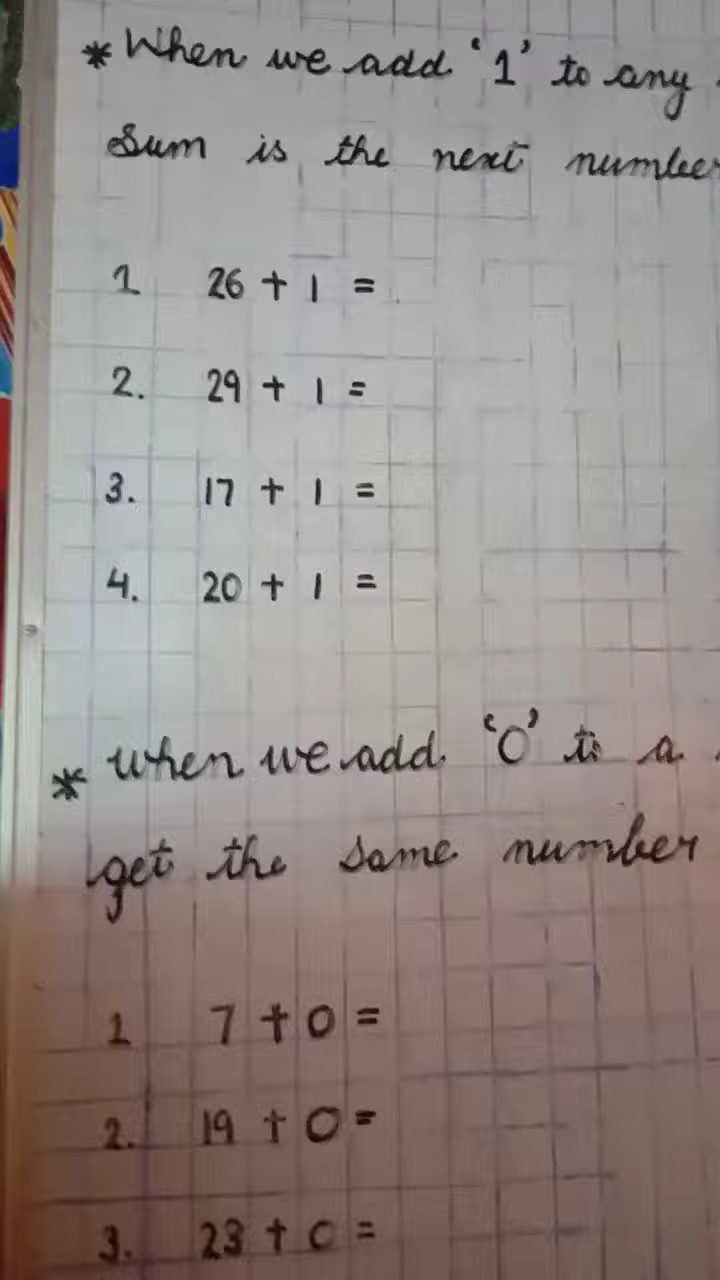 * When we add '1' to any
Sum is the next number
1 26 + 1 =
2. 29 + 1 =
3. 17 + 1 =
4. 20 + 1 =
* when we add '0' to a
get the same number
1 7 + 0 =
2. 19 + 0 =
3. 23 + 0 =